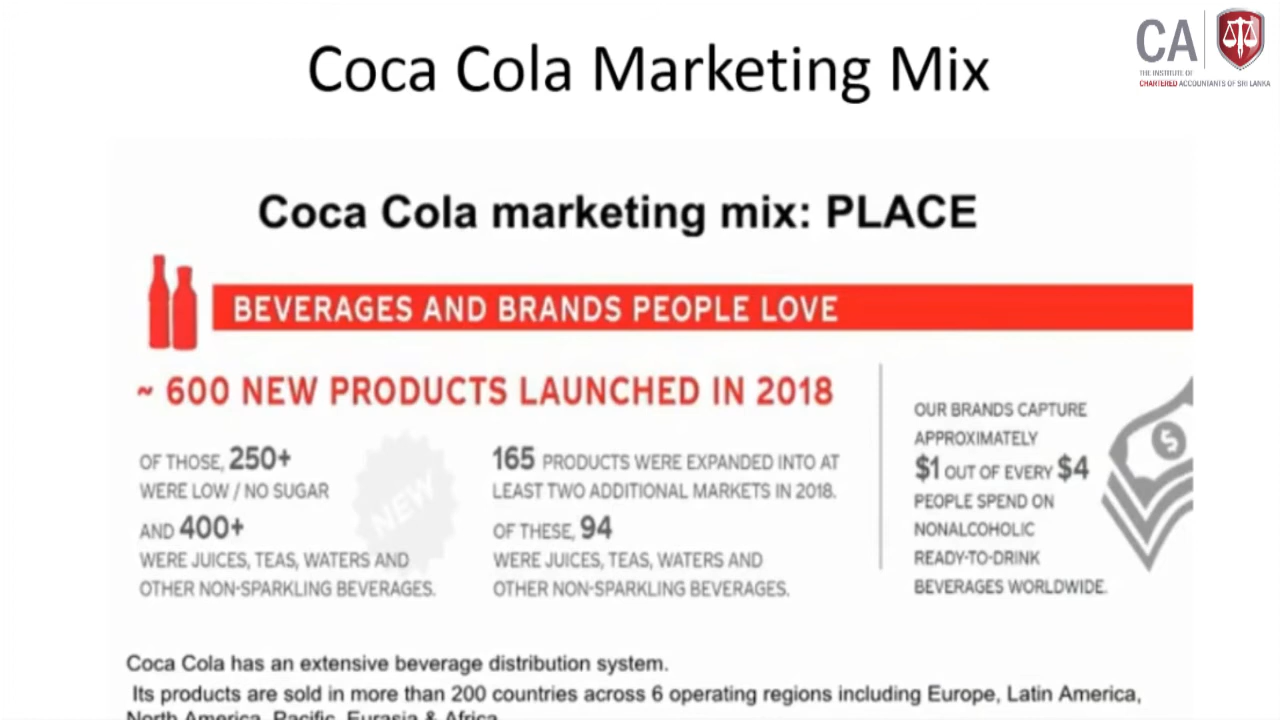 Coca Cola Marketing Mix
CA
THE INSTITUTE OF
CHARTERED ACCOUNTANTS OF SRI LANKA
Coca Cola marketing mix: PLACE
BEVERAGES AND BRANDS PEOPLE LOVE
~ 600 NEW PRODUCTS LAUNCHED IN 2018
OF THOSE, 250+
WERE LOW / NO SUGAR
AND 400+
WERE JUICES, TEAS, WATERS AND
OTHER NON-SPARKLING BEVERAGES.
NEW
165 PRODUCTS WERE EXPANDED INTO AT
LEAST TWO ADDITIONAL MARKETS IN 2018.
OF THESE, 94
WERE JUICES, TEAS, WATERS AND
OTHER NON-SPARKLING BEVERAGES.
OUR BRANDS CAPTURE
APPROXIMATELY
$1 OUT OF EVERY $4
PEOPLE SPEND ON
NONALCOHOLIC
READY-TO-DRINK
BEVERAGES WORLDWIDE.
$
Coca Cola has an extensive beverage distribution system.
Its products are sold in more than 200 countries across 6 operating regions including Europe, Latin America,
North America, Pacific, Eurasia & Africa